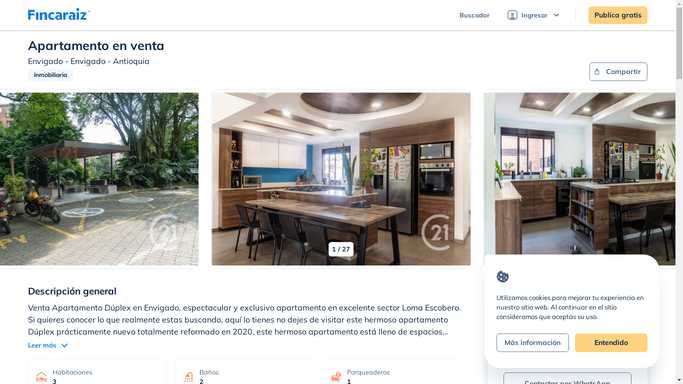 Fincaraiz
Buscador
Ingresar
Publica gratis
Apartamento en venta
Envigado - Envigado - Antioquia
Inmobiliaria
Compartir
21
1 / 27
21
Descripción general
Venta Apartamento Dúplex en Envigado, espectacular y exclusivo apartamento en excelente sector Loma Escobero.
Si quieres conocer lo que realmente estas buscando, aquí lo tienes no dejes de visitar este hermoso apartamento
Dúplex prácticamente nuevo totalmente reformado en 2020, este hermoso apartamento está lleno de espacios...
Leer más
Utilizamos cookies para mejorar tu experiencia en
nuestro sitio web. Al continuar en el sitio
consideramos que aceptas su uso.
Más información
Entendido
Contactar por WhatsApp
Habitaciones
3
Baños
2
Parqueaderos
1